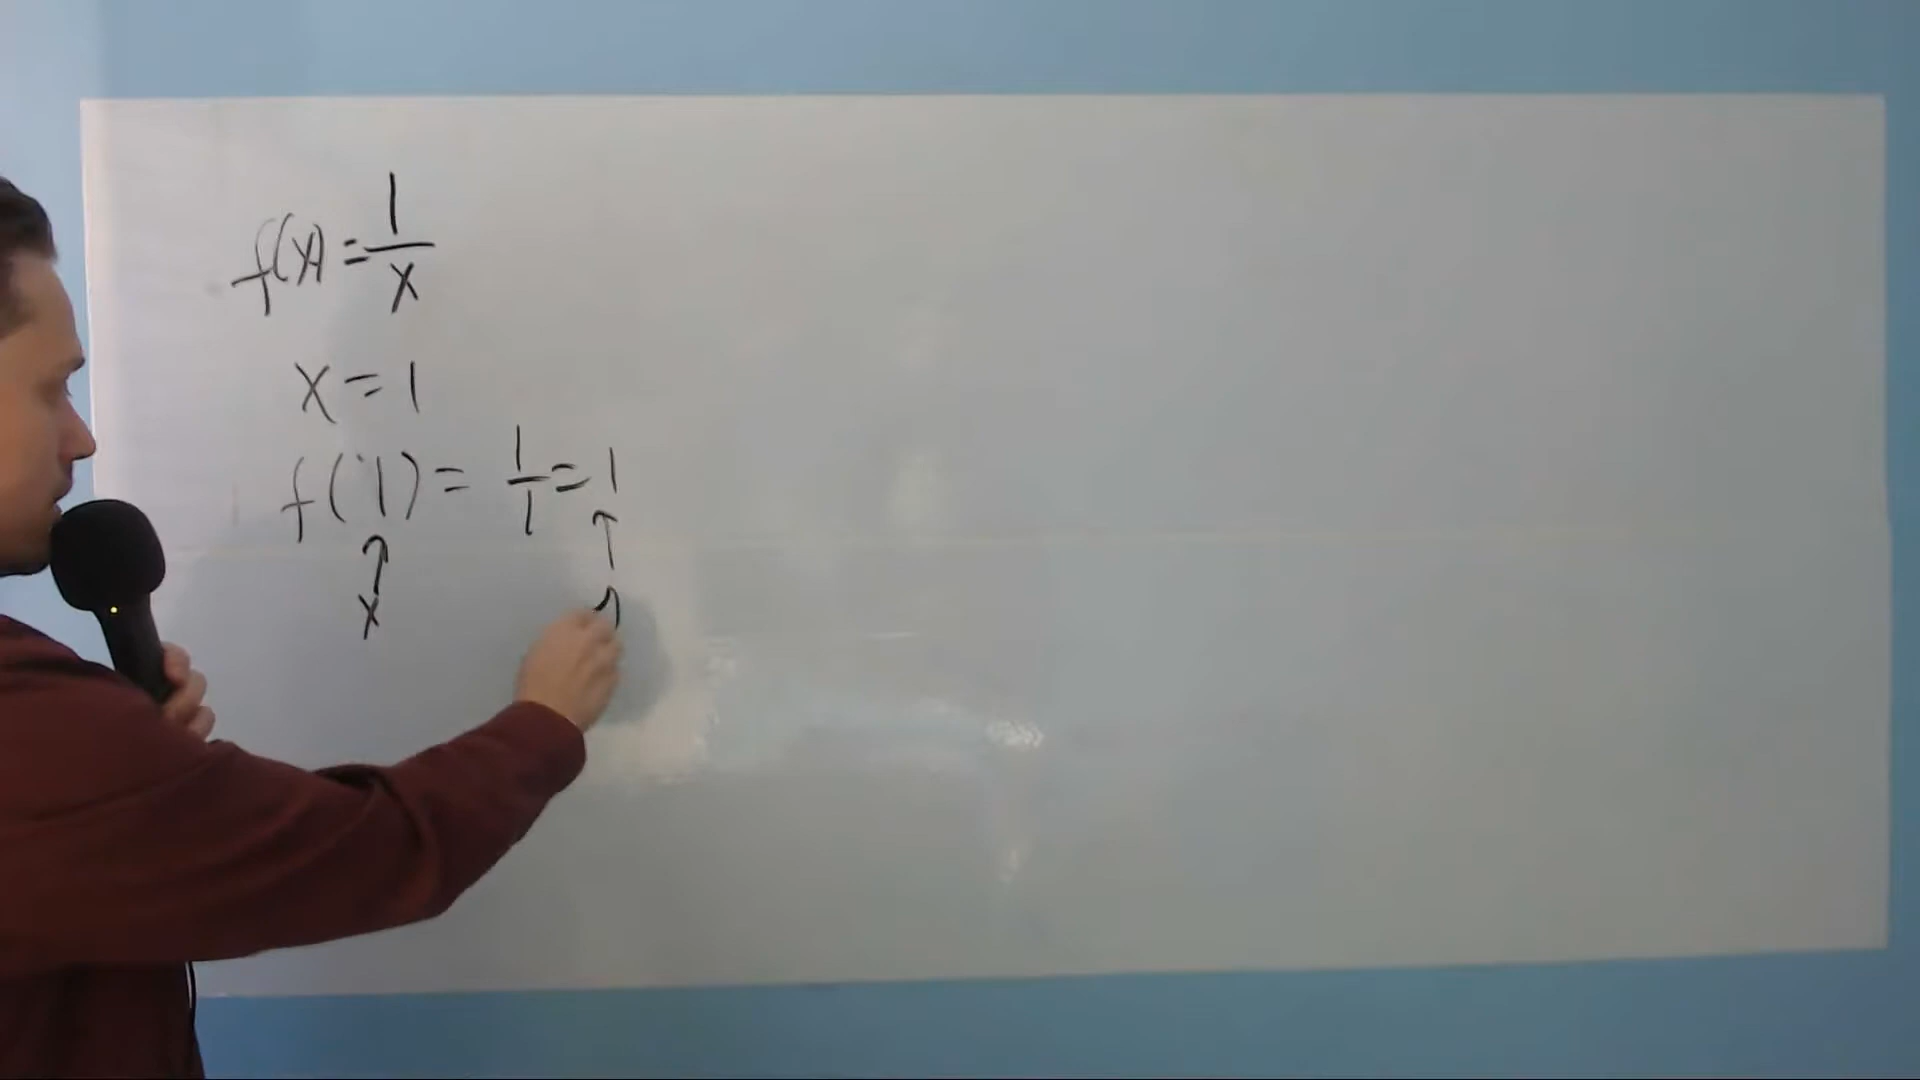 f(x) = 1/x
x = 1
f(1) = 1/1 = 1
↑ ↑
x